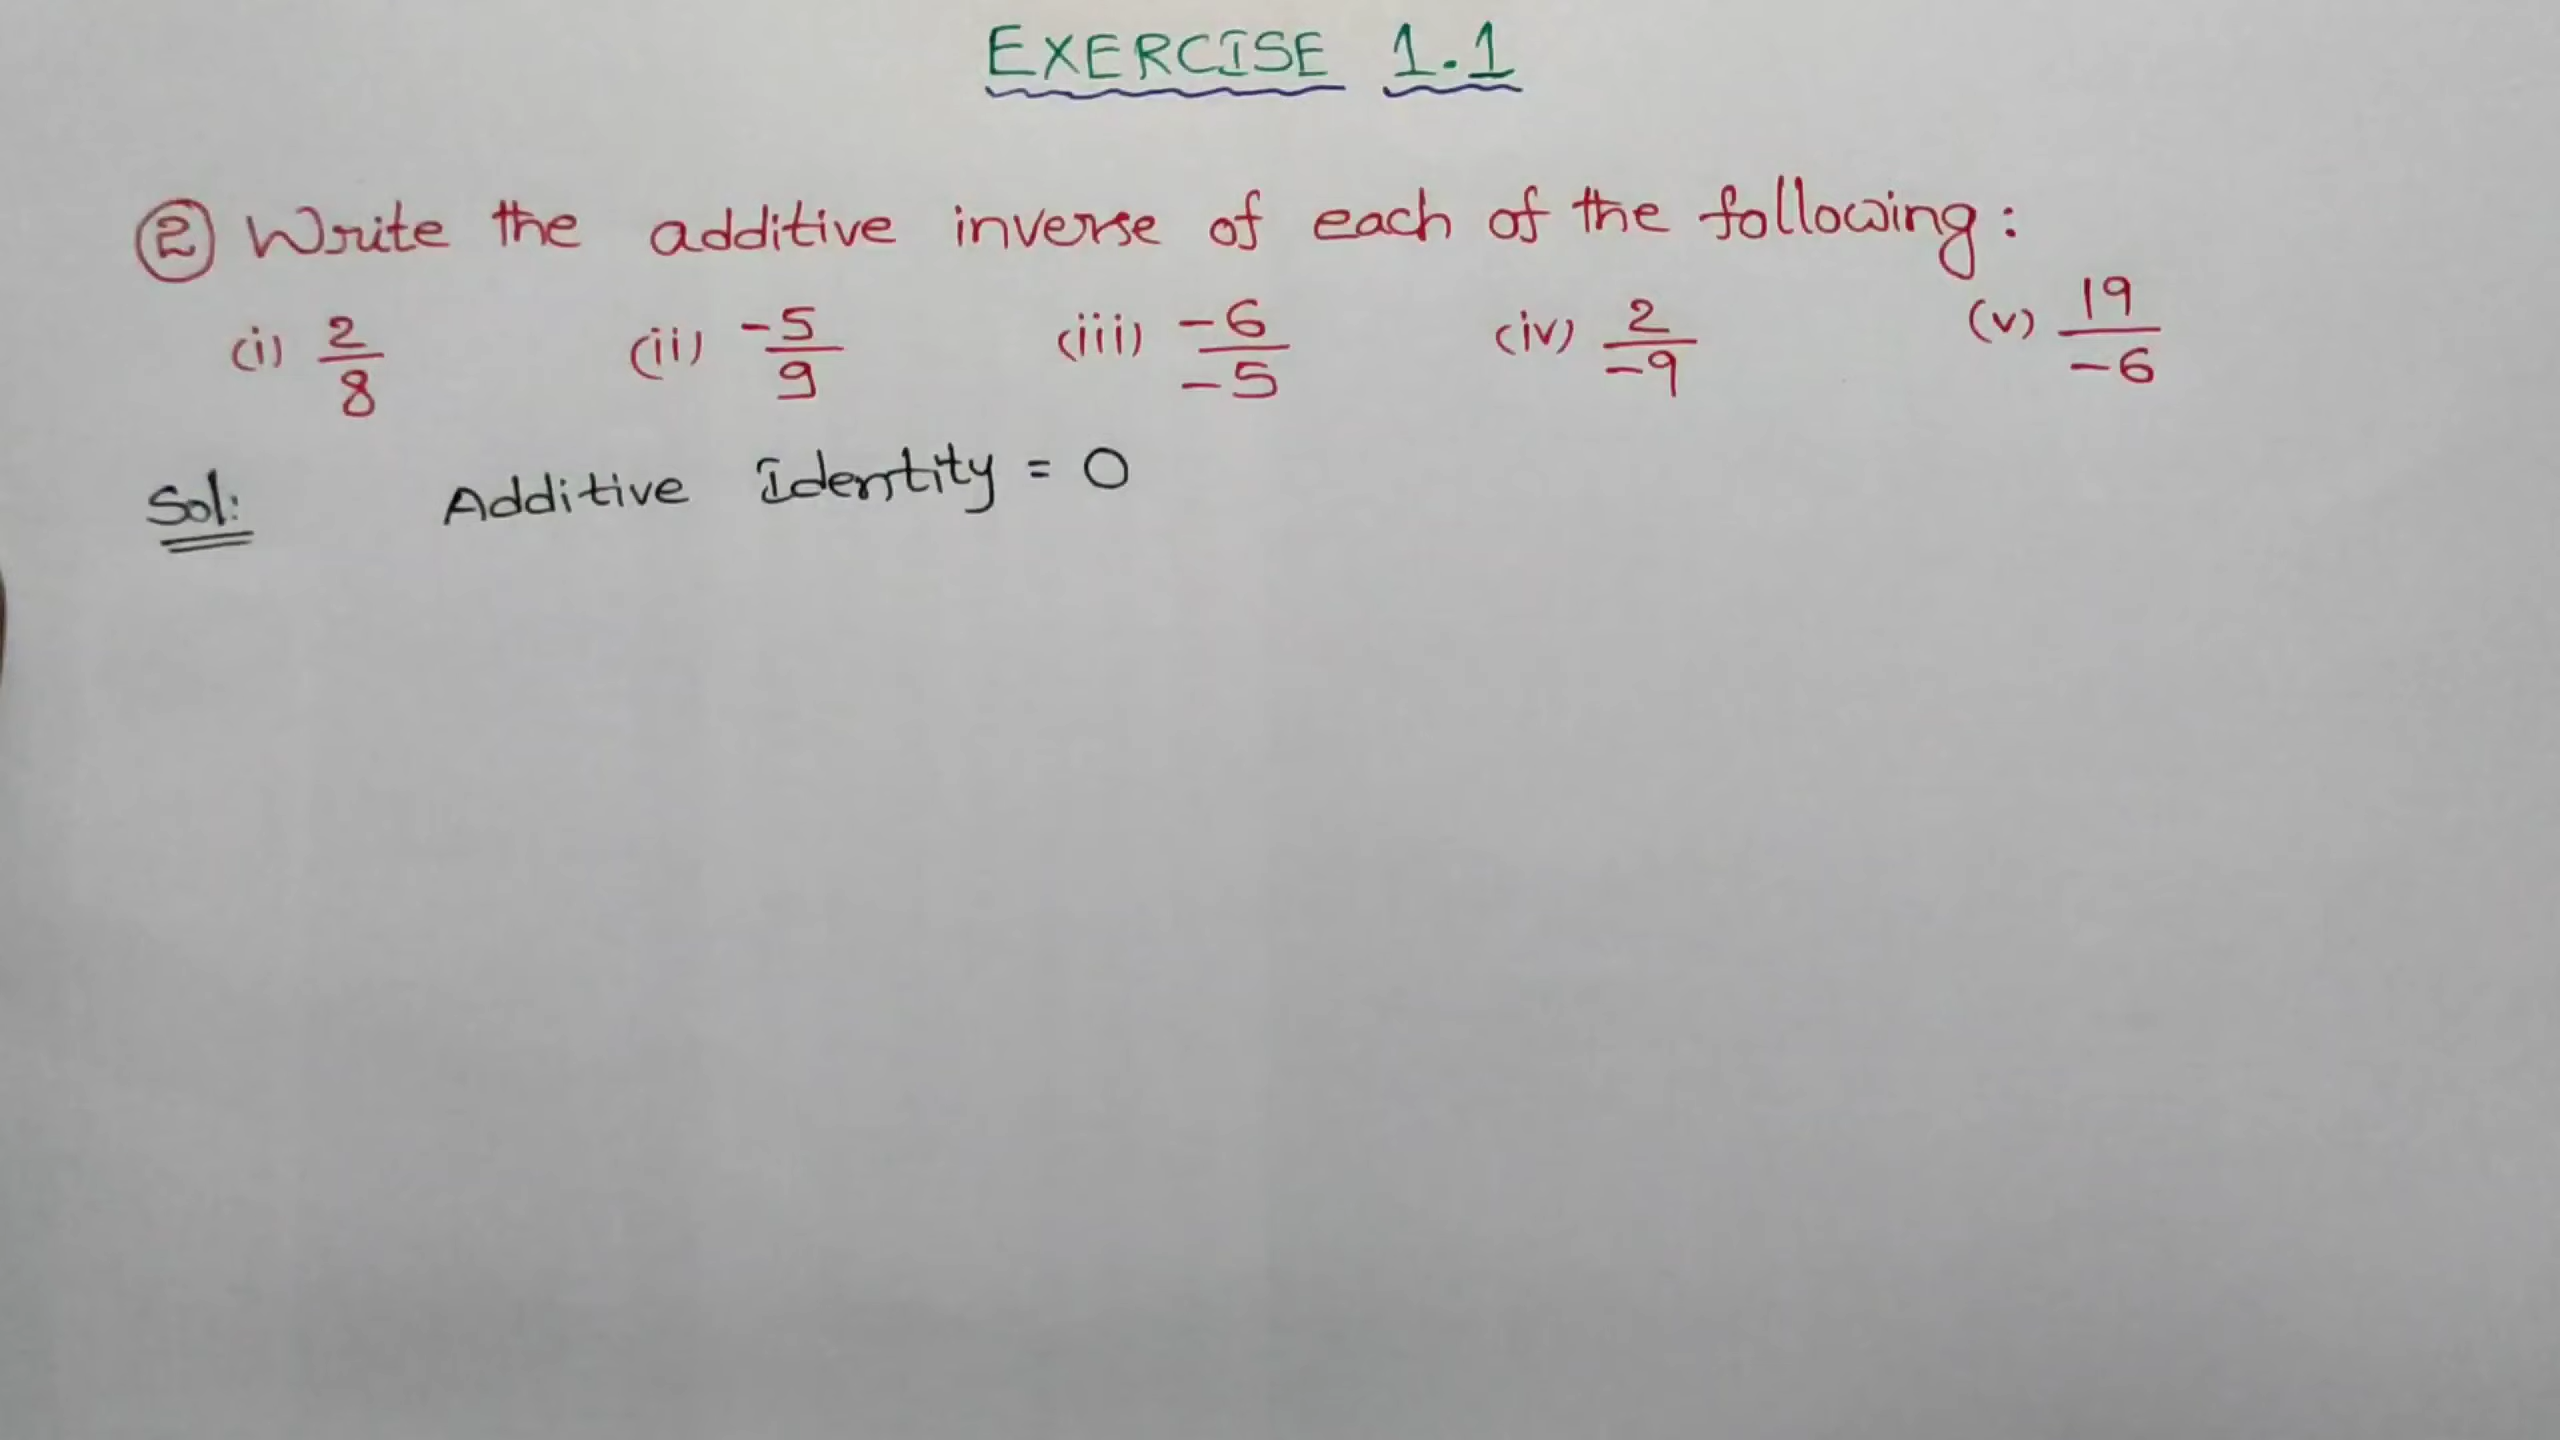 EXERCISE 1.1
② Write the additive inverse of each of the following:
(i) 2/8 (ii) -5/9 (iii) -6/-5 (iv) 2/-9 (v) 19/-6
Sol: Additive Identity = 0